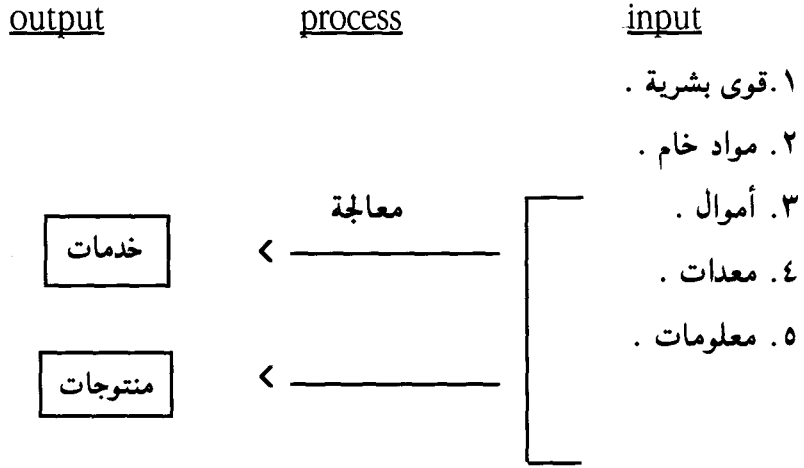 input process output
١. قوى بشرية .
٢. مواد خام .
٣. أموال .
٤. معدات .
٥. معلومات .
معالجة
خدمات
منتوجات